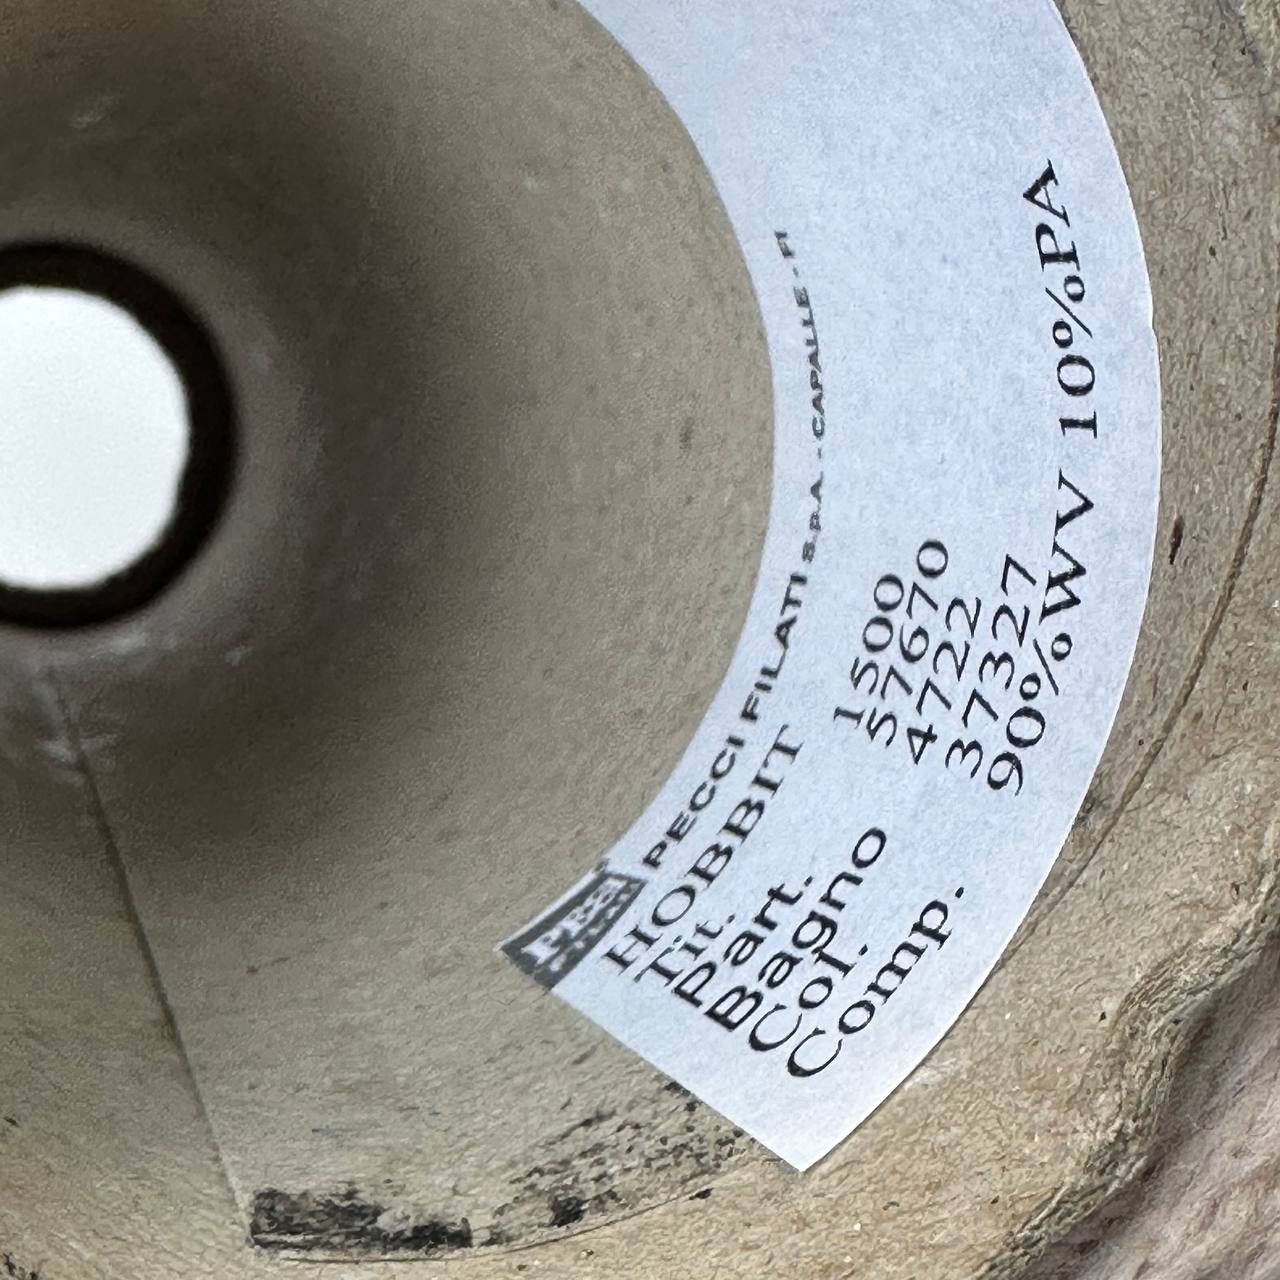 PECCI FILATI S.p.A. - CAPALLE - FI
HOBBIT
Tit. 1500
Part. 57670
Bagno 4722
Col. 37327
Comp. 90%WV 10%PA